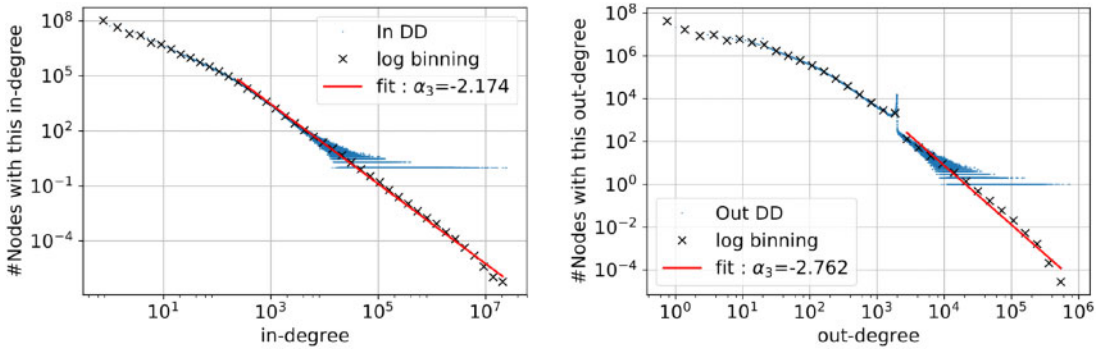 10^8
10^5
10^2
10^-1
10^-4
#Nodes with this in-degree
In DD
× log binning
fit : α_3=-2.174
10^1
10^3
10^5
10^7
in-degree
10^8
10^6
10^4
10^2
10^0
10^-2
10^-4
#Nodes with this out-degree
Out DD
× log binning
fit : α_3=-2.762
10^0
10^1
10^2
10^3
10^4
10^5
10^6
out-degree